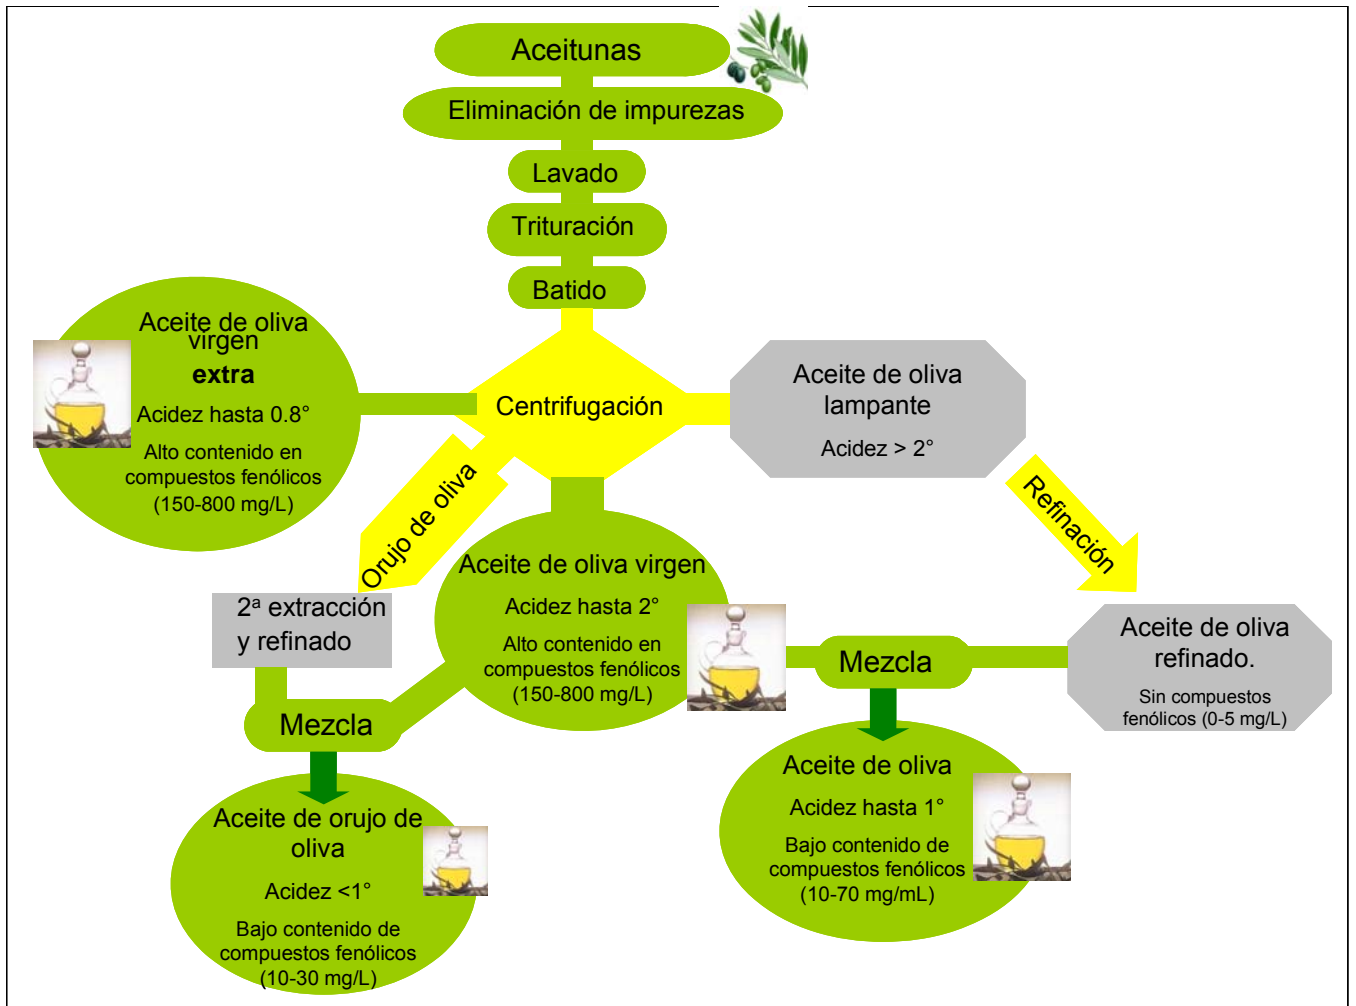 Aceitunas
Eliminación de impurezas
Lavado
Trituración
Batido
Aceite de oliva
virgen
extra
Acidez hasta 0.8°
Alto contenido en
compuestos fenólicos
(150-800 mg/L)
Centrifugación
Aceite de oliva
lampante
Acidez > 2°
Orujo de oliva
Refinación
2ª extracción
y refinado
Aceite de oliva virgen
Acidez hasta 2°
Alto contenido en
compuestos fenólicos
(150-800 mg/L)
Mezcla
Aceite de oliva
refinado.
Sin compuestos
fenólicos (0-5 mg/L)
Mezcla
Aceite de orujo de
oliva
Acidez <1°
Bajo contenido de
compuestos fenólicos
(10-30 mg/L)
Aceite de oliva
Acidez hasta 1°
Bajo contenido de
compuestos fenólicos
(10-70 mg/mL)